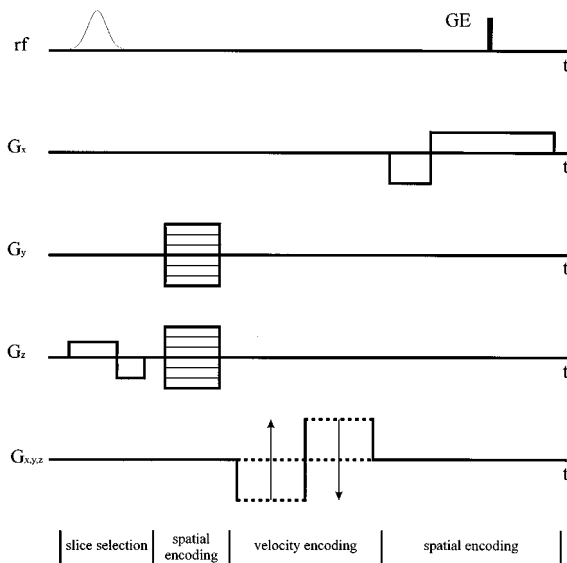 GE
rf
t
Gx
t
Gy
t
Gz
t
Gx,y,z
t
slice selection
spatial
encoding
velocity encoding
spatial encoding